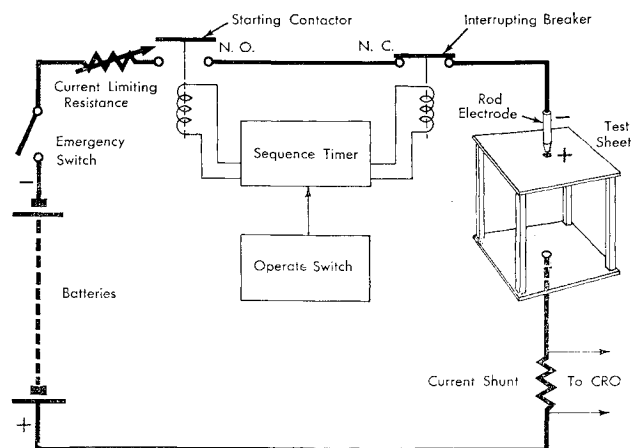 Starting Contactor
Interrupting Breaker
N. O.
N. C.
Current Limiting
Resistance
Rod
Electrode
−
Test
Sheet
+
Emergency
Switch
Sequence Timer
−
Operate Switch
Batteries
Current Shunt
To CRO
+